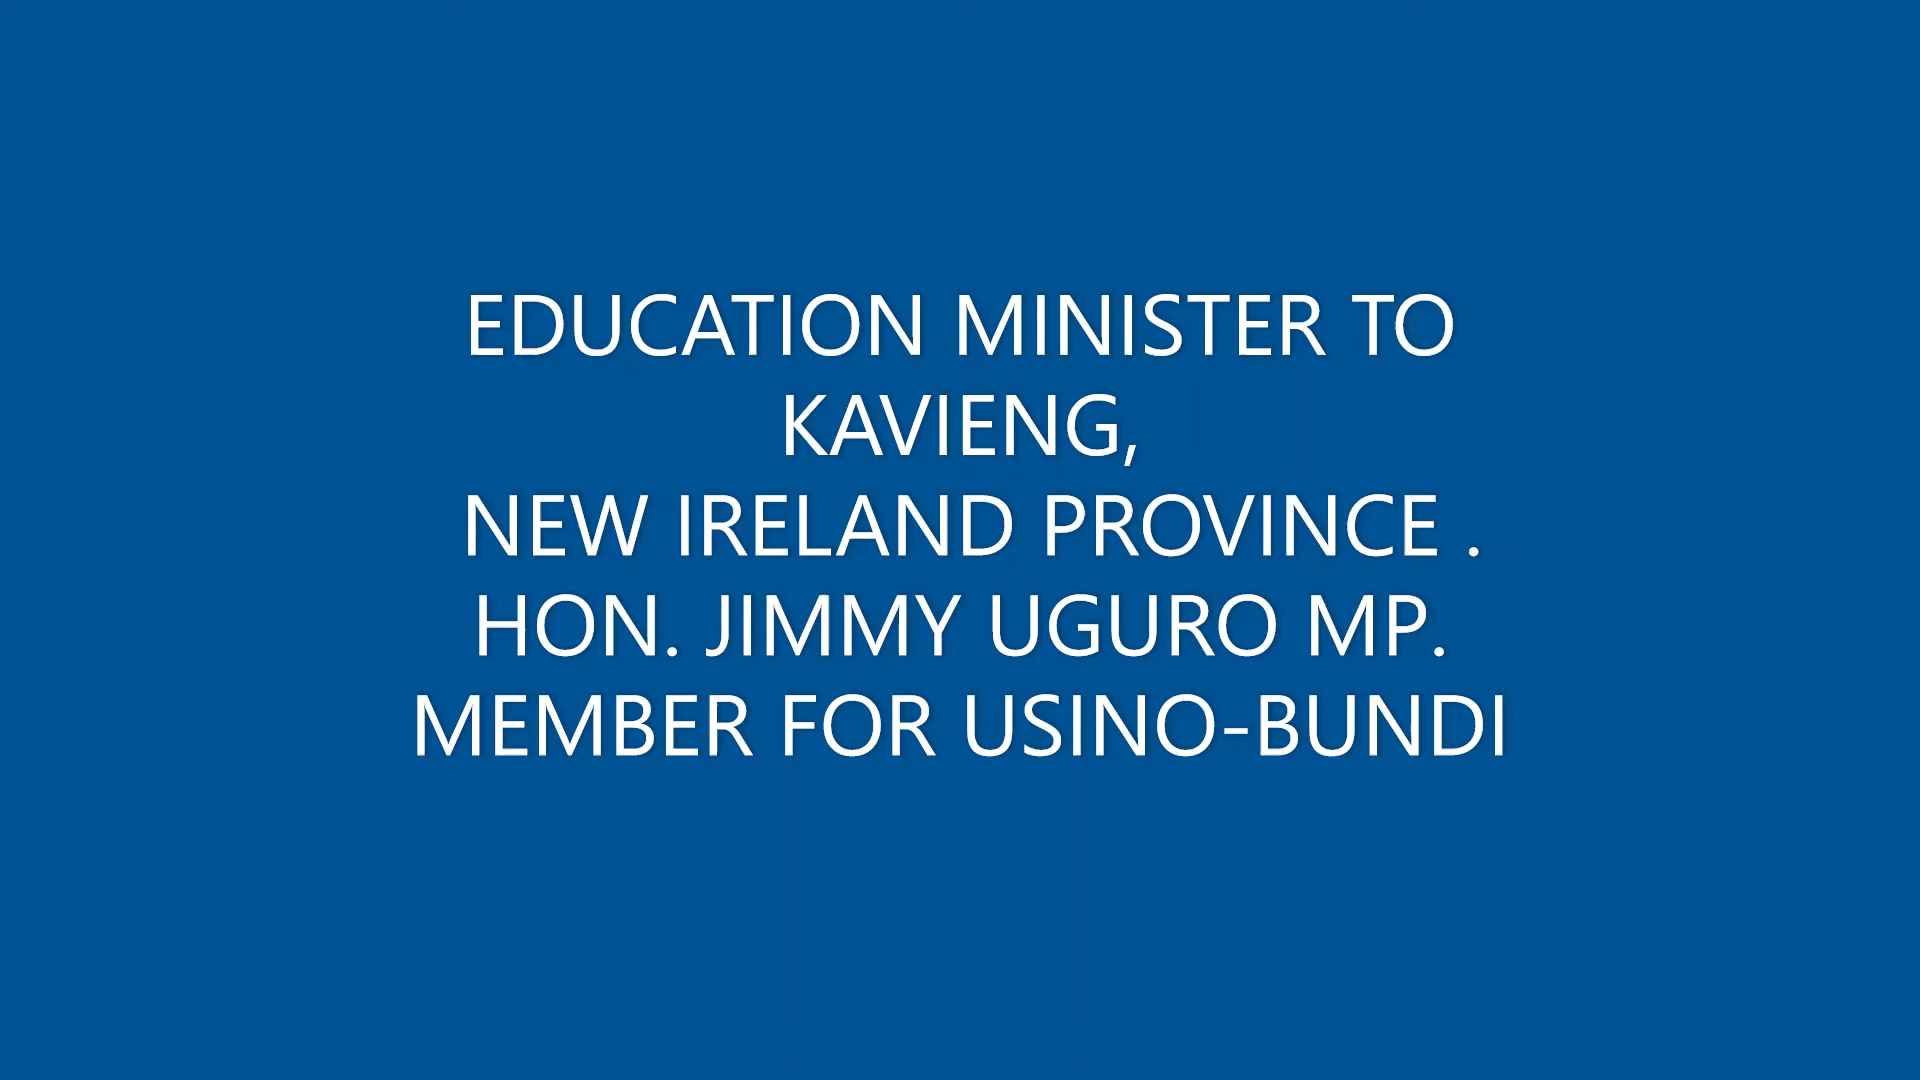 EDUCATION MINISTER TO
KAVIENG,
NEW IRELAND PROVINCE .
HON. JIMMY UGURO MP.
MEMBER FOR USINO-BUNDI